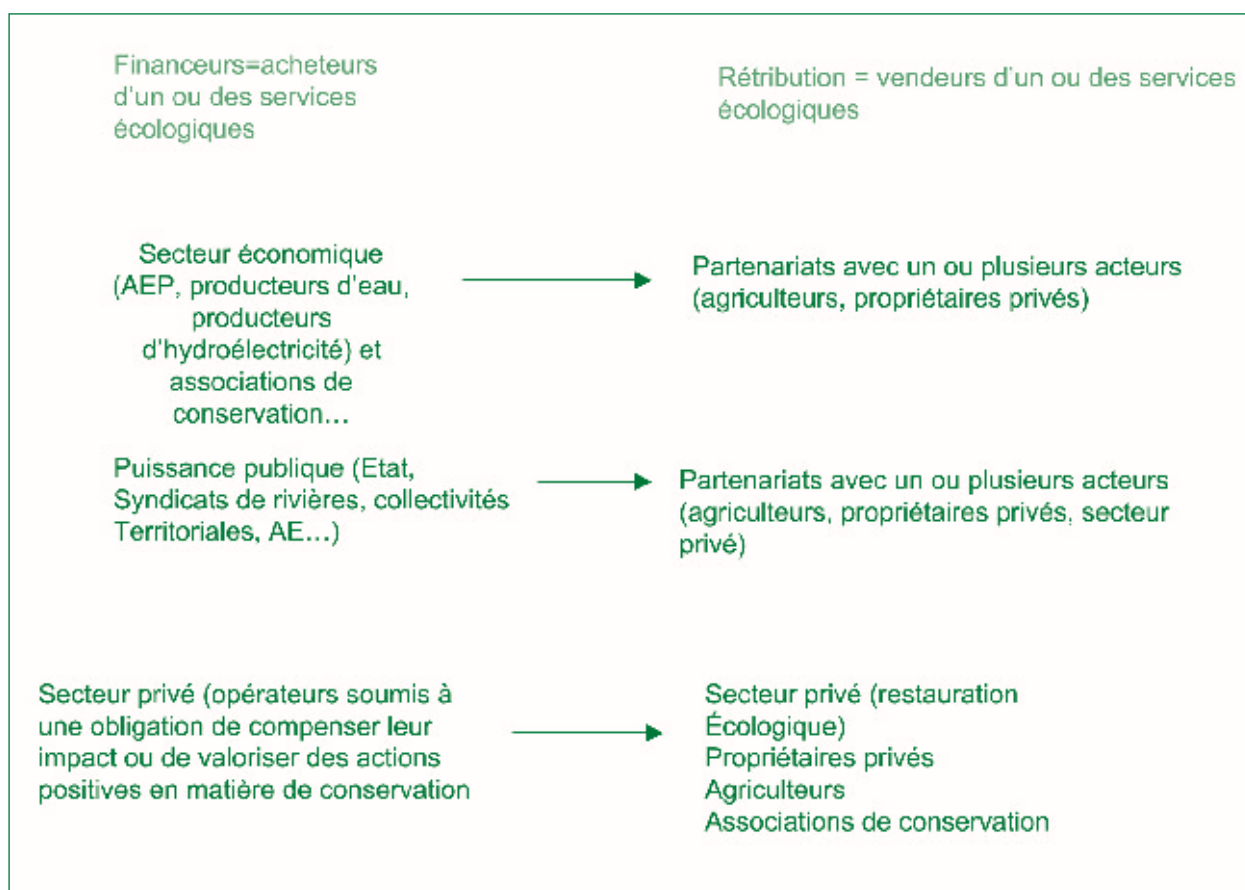 Financeurs=acheteurs
d'un ou des services
écologiques
Rétribution = vendeurs d'un ou des services
écologiques
Secteur économique
(AEP, producteurs d'eau,
producteurs
d'hydroélectricité) et
associations de
conservation…
Partenariats avec un ou plusieurs acteurs
(agriculteurs, propriétaires privés)
Puissance publique (Etat,
Syndicats de rivières, collectivités
Territoriales, AE…)
Partenariats avec un ou plusieurs acteurs
(agriculteurs, propriétaires privés, secteur
privé)
Secteur privé (opérateurs soumis à
une obligation de compenser leur
impact ou de valoriser des actions
positives en matière de conservation
Secteur privé (restauration
Écologique)
Propriétaires privés
Agriculteurs
Associations de conservation